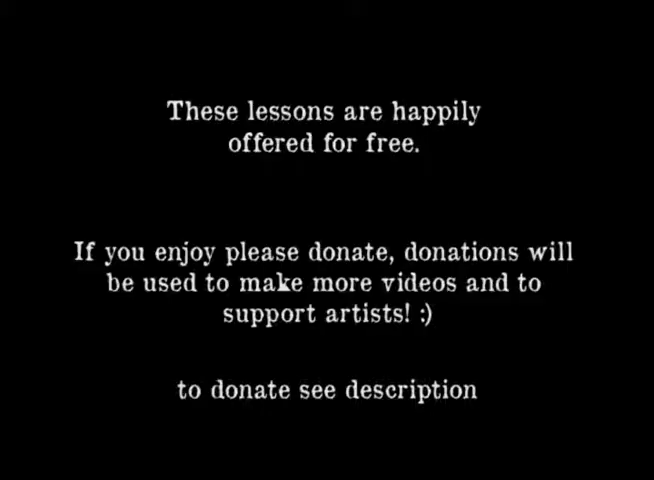 These lessons are happily
offered for free.
If you enjoy please donate, donations will
be used to make more videos and to
support artists! :)
to donate see description